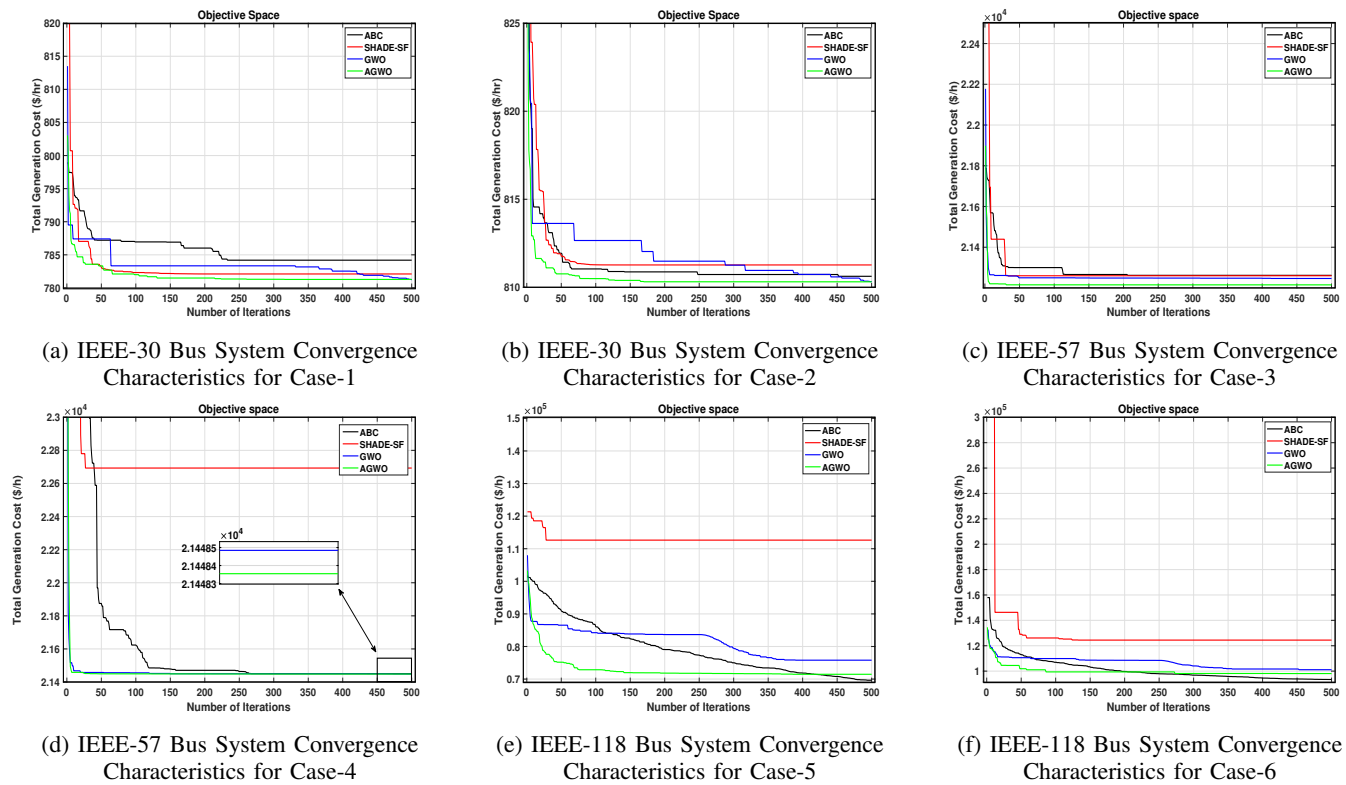 Objective Space
820
815
810
805
800
795
790
785
780
Total Generation Cost ($/hr)
ABC
SHADE-SF
GWO
AGWO
0 50 100 150 200 250 300 350 400 450 500
Number of Iterations
(a) IEEE-30 Bus System Convergence
Characteristics for Case-1
Objective Space
825
820
815
810
Total Generation Cost ($/hr)
ABC
SHADE-SF
GWO
AGWO
0 50 100 150 200 250 300 350 400 450 500
Number of Iterations
(b) IEEE-30 Bus System Convergence
Characteristics for Case-2
×10⁴
Objective space
2.24
2.22
2.2
2.18
2.16
2.14
Total Generation Cost ($/h)
ABC
SHADE-SF
GWO
AGWO
0 50 100 150 200 250 300 350 400 450 500
Number of Iterations
(c) IEEE-57 Bus System Convergence
Characteristics for Case-3
×10⁴
Objective space
2.3
2.28
2.26
2.24
2.22
2.2
2.18
2.16
2.14
Total Generation Cost ($/h)
ABC
SHADE-SF
GWO
AGWO
×10⁴
2.14485
2.14484
2.14483
0 50 100 150 200 250 300 350 400 450 500
Number of Iterations
(d) IEEE-57 Bus System Convergence
Characteristics for Case-4
×10⁵
Objective space
1.5
1.4
1.3
1.2
1.1
1
0.9
0.8
0.7
Total Generation Cost ($/h)
ABC
SHADE-SF
GWO
AGWO
0 50 100 150 200 250 300 350 400 450 500
Number of Iterations
(e) IEEE-118 Bus System Convergence
Characteristics for Case-5
×10⁵
Objective space
3
2.8
2.6
2.4
2.2
2
1.8
1.6
1.4
1.2
1
Total Generation Cost ($/h)
ABC
SHADE-SF
GWO
AGWO
0 50 100 150 200 250 300 350 400 450 500
Number of Iterations
(f) IEEE-118 Bus System Convergence
Characteristics for Case-6